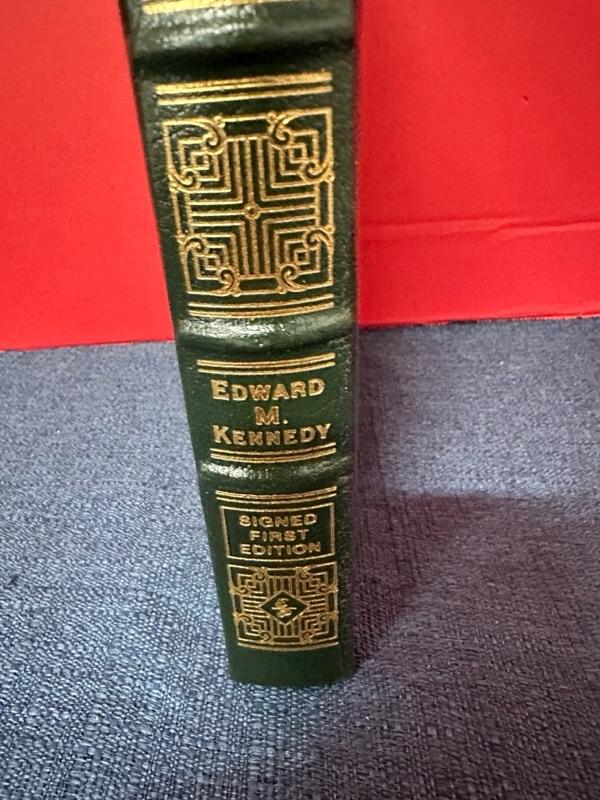 EDWARD
M.
KENNEDY
SIGNED
FIRST
EDITION